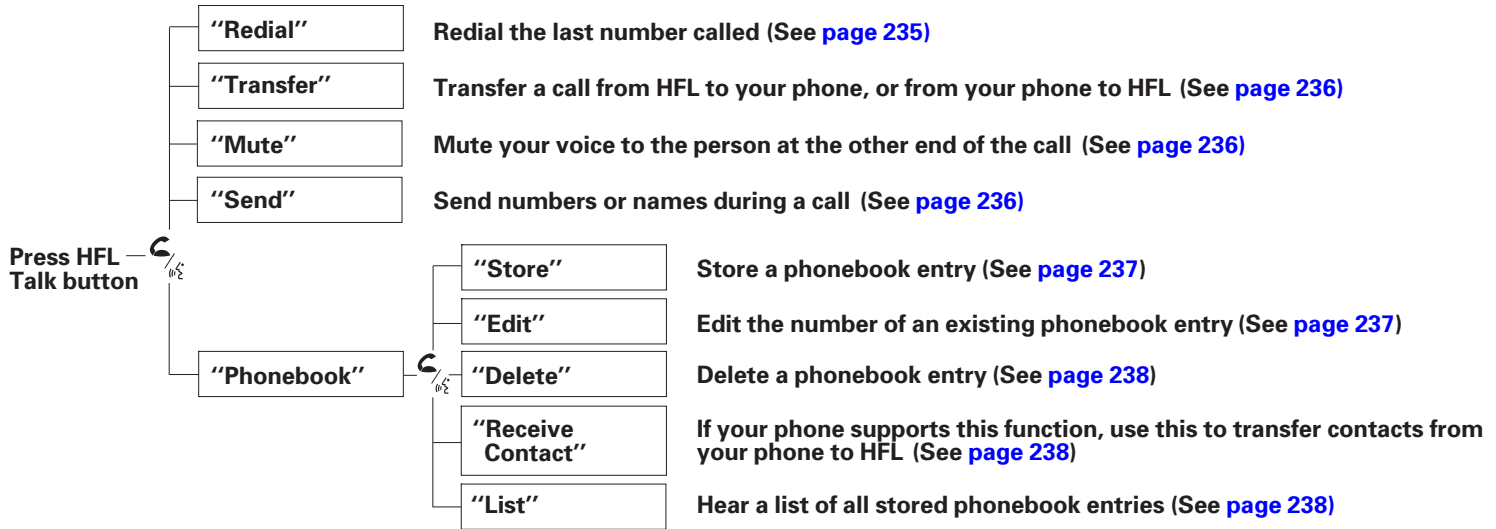 "Redial" Redial the last number called (See page 235)
"Transfer" Transfer a call from HFL to your phone, or from your phone to HFL (See page 236)
"Mute" Mute your voice to the person at the other end of the call (See page 236)
"Send" Send numbers or names during a call (See page 236)
Press HFL
Talk button
"Phonebook"
"Store" Store a phonebook entry (See page 237)
"Edit" Edit the number of an existing phonebook entry (See page 237)
"Delete" Delete a phonebook entry (See page 238)
"Receive
Contact"
If your phone supports this function, use this to transfer contacts from
your phone to HFL (See page 238)
"List" Hear a list of all stored phonebook entries (See page 238)